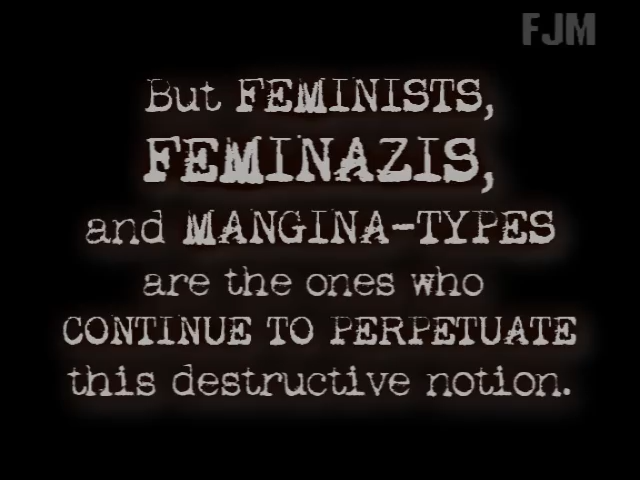 FJM
But FEMINISTS,
FEMINAZIS,
and MANGINA-TYPES
are the ones who
CONTINUE TO PERPETUATE
this destructive notion.